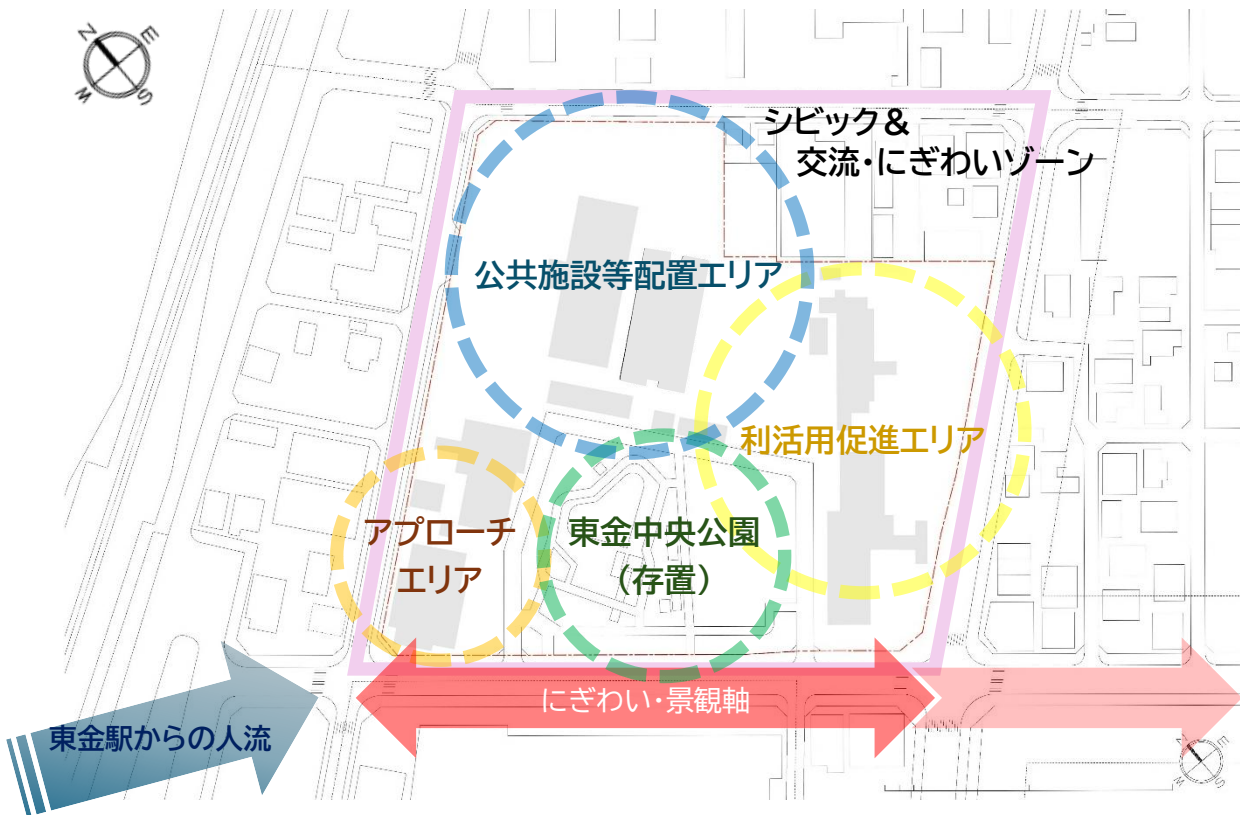 N
E
W
S
シビック&
交流・にぎわいゾーン
公共施設等配置エリア
利活用促進エリア
アプローチ
エリア
東金中央公園
（存置）
にぎわい・景観軸
東金駅からの人流
N
E
W
S